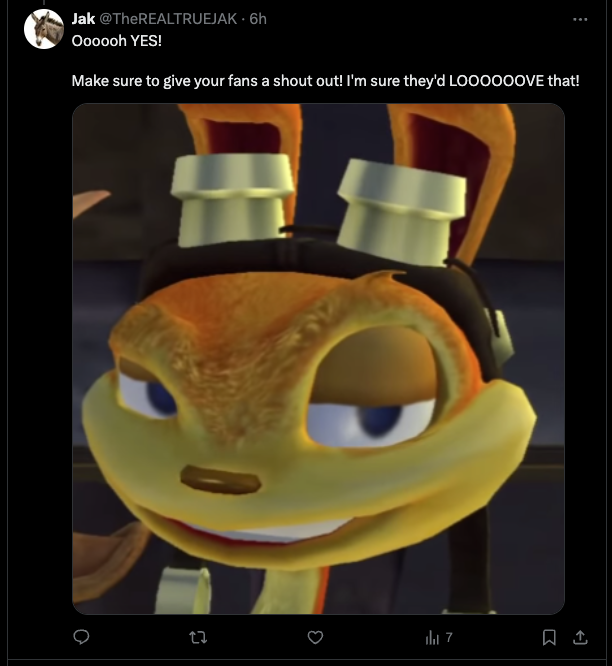 Jak @TheREALTRUEJAK · 6h
Oooooh YES!
Make sure to give your fans a shout out! I'm sure they'd LOOOOOOVE that!
7